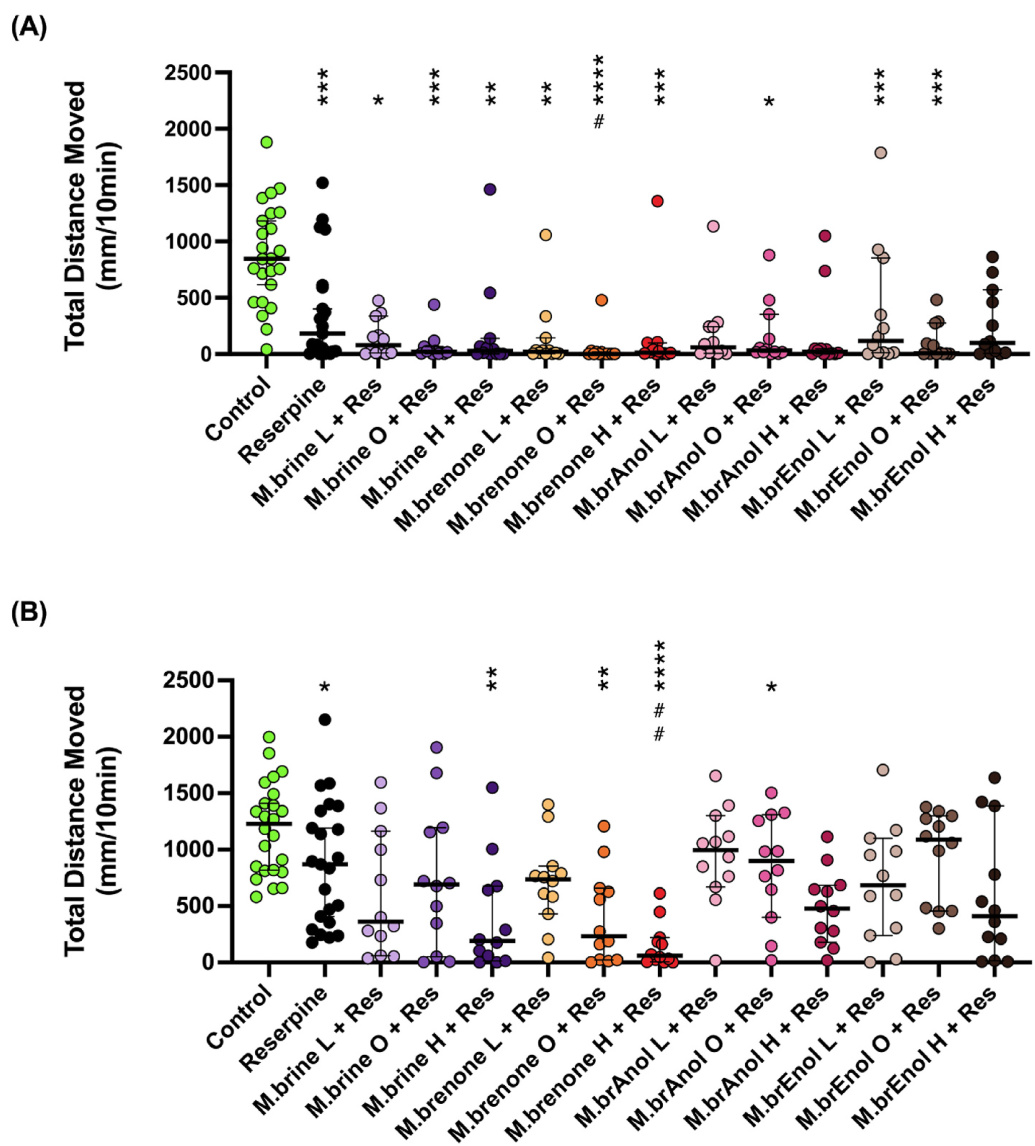 (A)
Total Distance Moved
(mm/10min)
2500
2000
1500
1000
500
0
***
*
***
**
**
****
#
***
*
***
***
Control
Reserpine
M.brine L + Res
M.brine O + Res
M.brine H + Res
M.brenone L + Res
M.brenone O + Res
M.brenone H + Res
M.brAnol L + Res
M.brAnol O + Res
M.brAnol H + Res
M.brEnol L + Res
M.brEnol O + Res
M.brEnol H + Res
(B)
Total Distance Moved
(mm/10min)
2500
2000
1500
1000
500
0
*
**
**
****
#
#
*
Control
Reserpine
M.brine L + Res
M.brine O + Res
M.brine H + Res
M.brenone L + Res
M.brenone O + Res
M.brenone H + Res
M.brAnol L + Res
M.brAnol O + Res
M.brAnol H + Res
M.brEnol L + Res
M.brEnol O + Res
M.brEnol H + Res